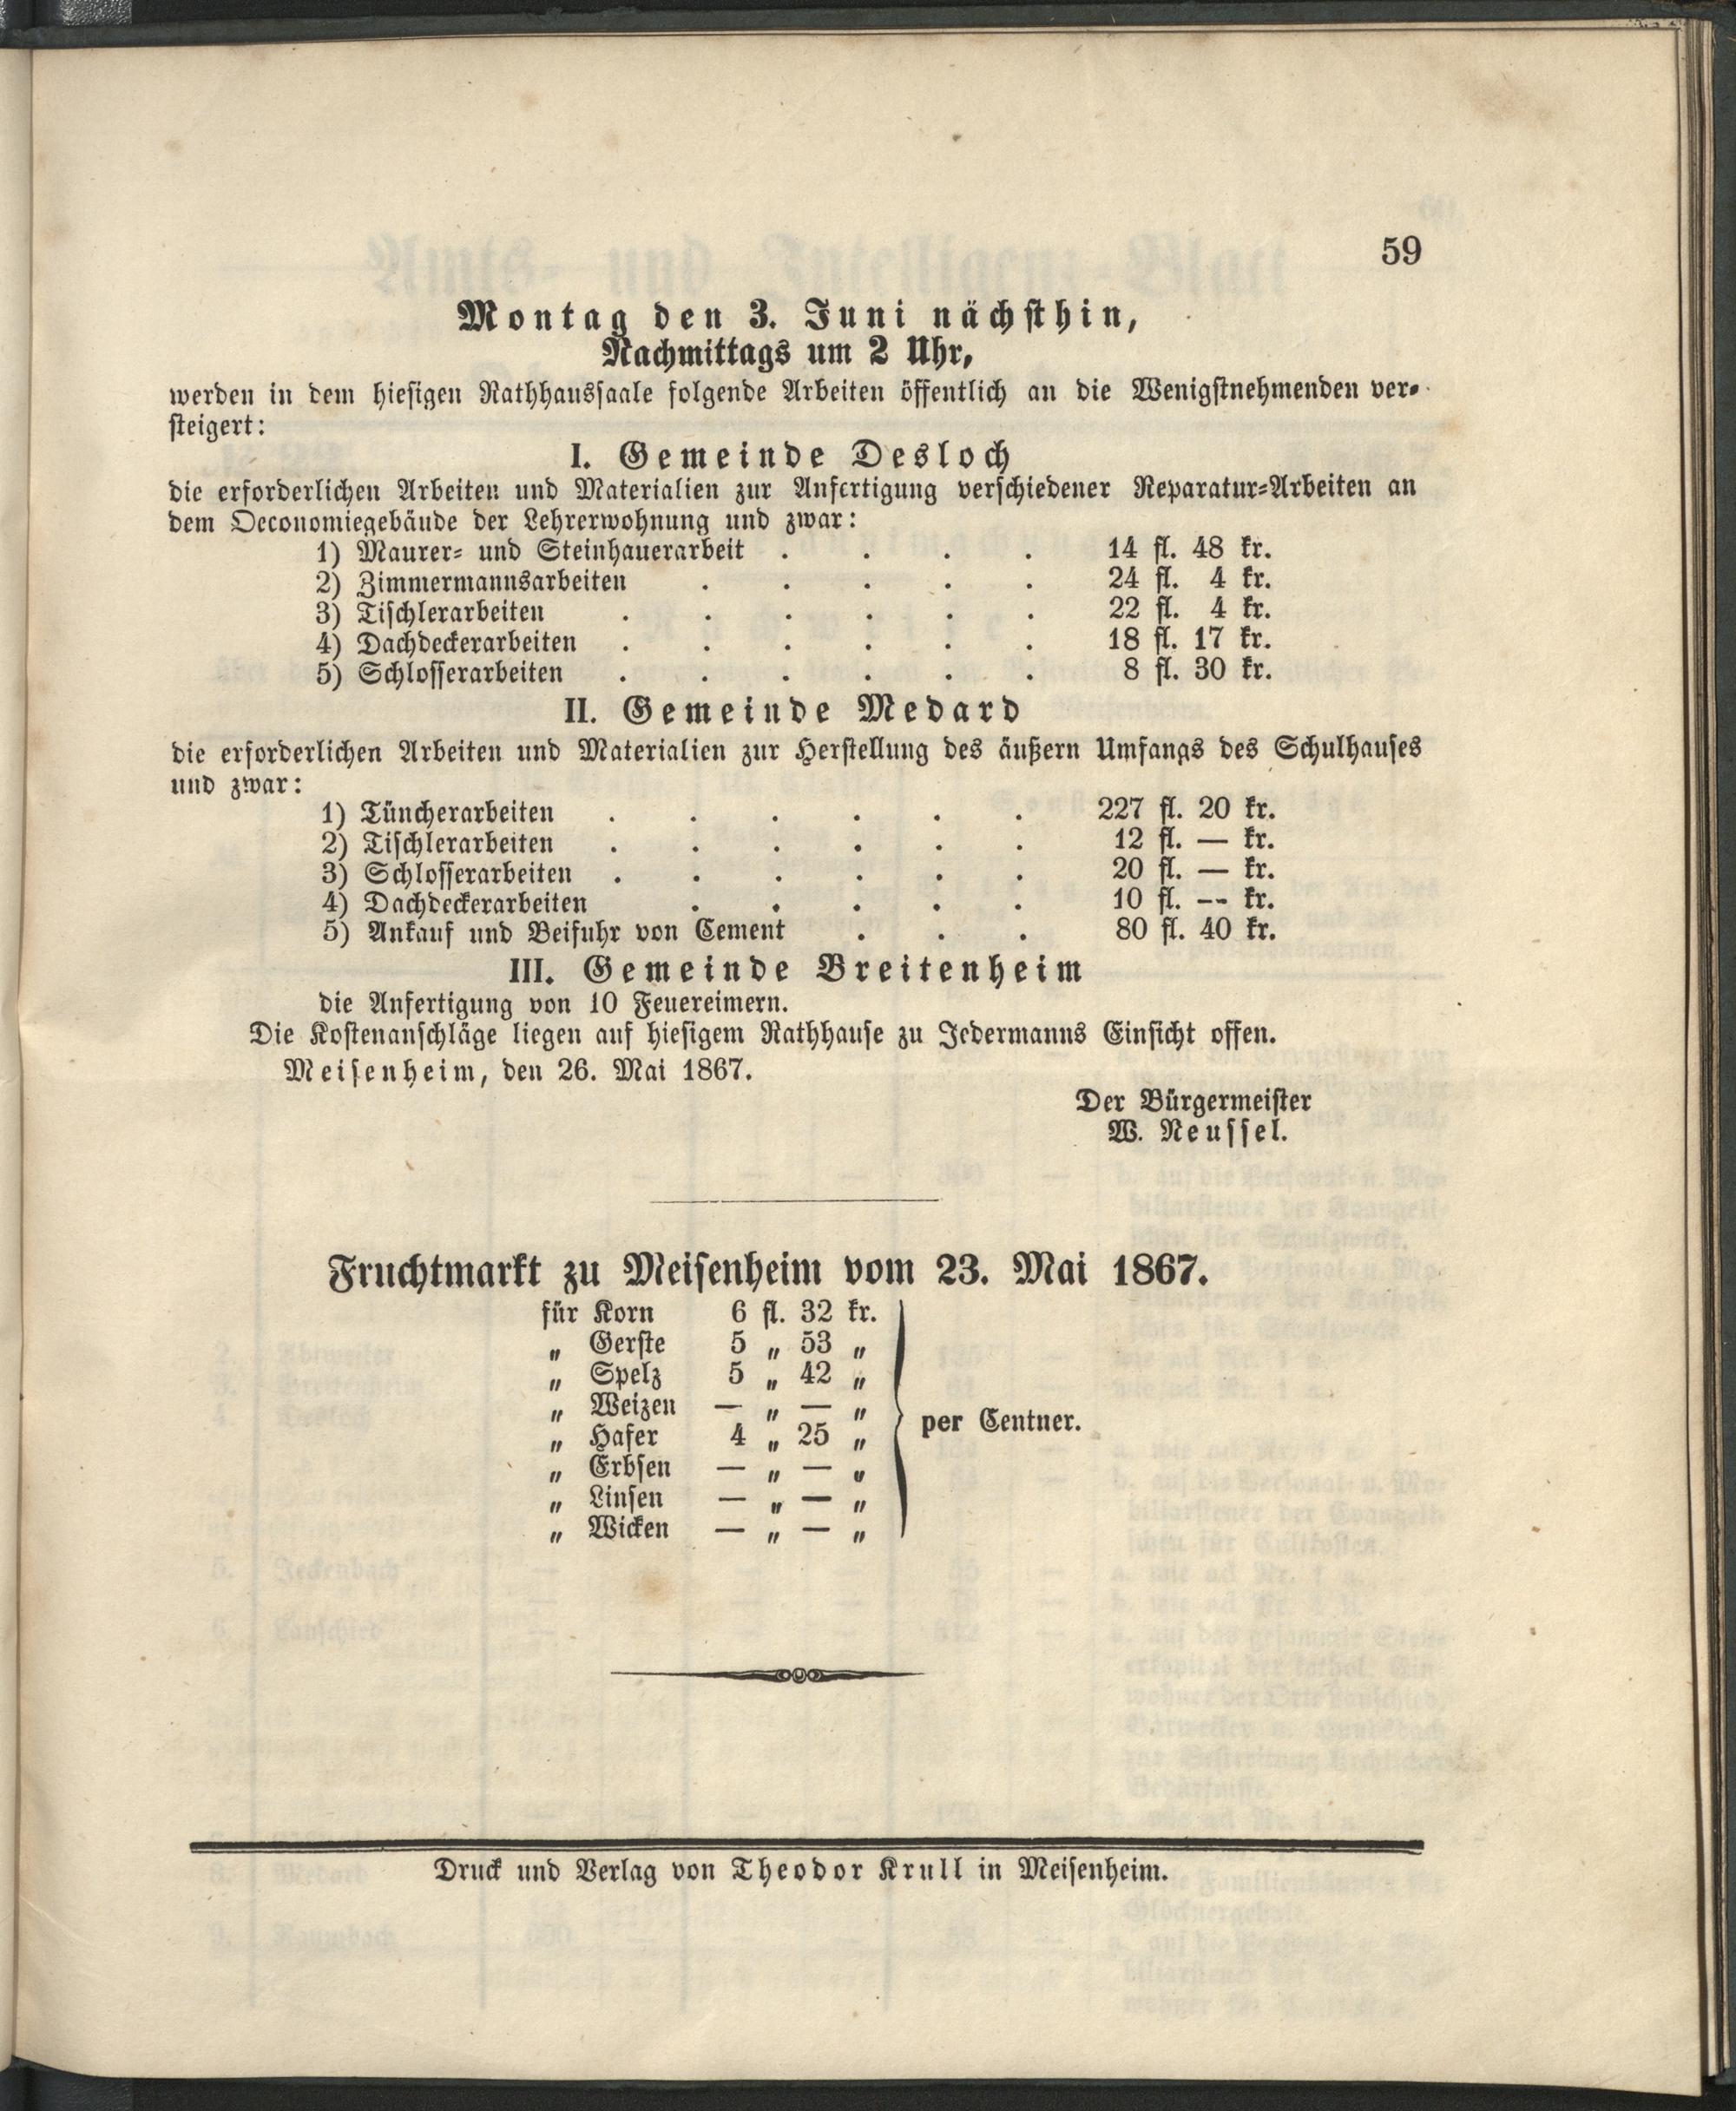 59
Montag den 3. Juni nächsthin,
Nachmittags um 2 Uhr,
werden in dem hiesigen Rathhaussaale folgende Arbeiten öffentlich an die Wenigstnehmenden ver-
steigert:
I. Gemeinde Desloch
die erforderlichen Arbeiten und Materialien zur Anfertigung verschiedener Reparatur-Arbeiten an
dem Oeconomiegebäude der Lehrerwohnung und zwar:
1) Maurer- und Steinhauerarbeit . . . . 14 fl. 48 kr.
2) Zimmermannsarbeiten . . . . . 24 fl. 4 kr.
3) Tischlerarbeiten . . . . . . 22 fl. 4 kr.
4) Dachdeckerarbeiten . . . . . . 18 fl. 17 kr.
5) Schlosserarbeiten . . . . . . 8 fl. 30 kr.
II. Gemeinde Medard
die erforderlichen Arbeiten und Materialien zur Herstellung des äußern Umfangs des Schulhauses
und zwar:
1) Tüncherarbeiten . . . . . . 227 fl. 20 kr.
2) Tischlerarbeiten . . . . . . 12 fl. — kr.
3) Schlosserarbeiten . . . . . . 20 fl. — kr.
4) Dachdeckerarbeiten . . . . . 10 fl. -- kr.
5) Ankauf und Beifuhr von Cement . . . 80 fl. 40 kr.
III. Gemeinde Breitenheim
die Anfertigung von 10 Feuereimern.
Die Kostenanschläge liegen auf hiesigem Rathhause zu Jedermanns Einsicht offen.
Meisenheim, den 26. Mai 1867.
Der Bürgermeister
W. Neussel.
Fruchtmarkt zu Meisenheim vom 23. Mai 1867.
für Korn 6 fl. 32 kr.
„ Gerste 5 „ 53 „
„ Spelz 5 „ 42 „
„ Weizen — „ — „
per Centner.
„ Hafer 4 „ 25 „
„ Erbsen — „ — „
„ Linsen — „ — „
„ Wicken — „ — „
Druck und Verlag von Theodor Krull in Meisenheim.